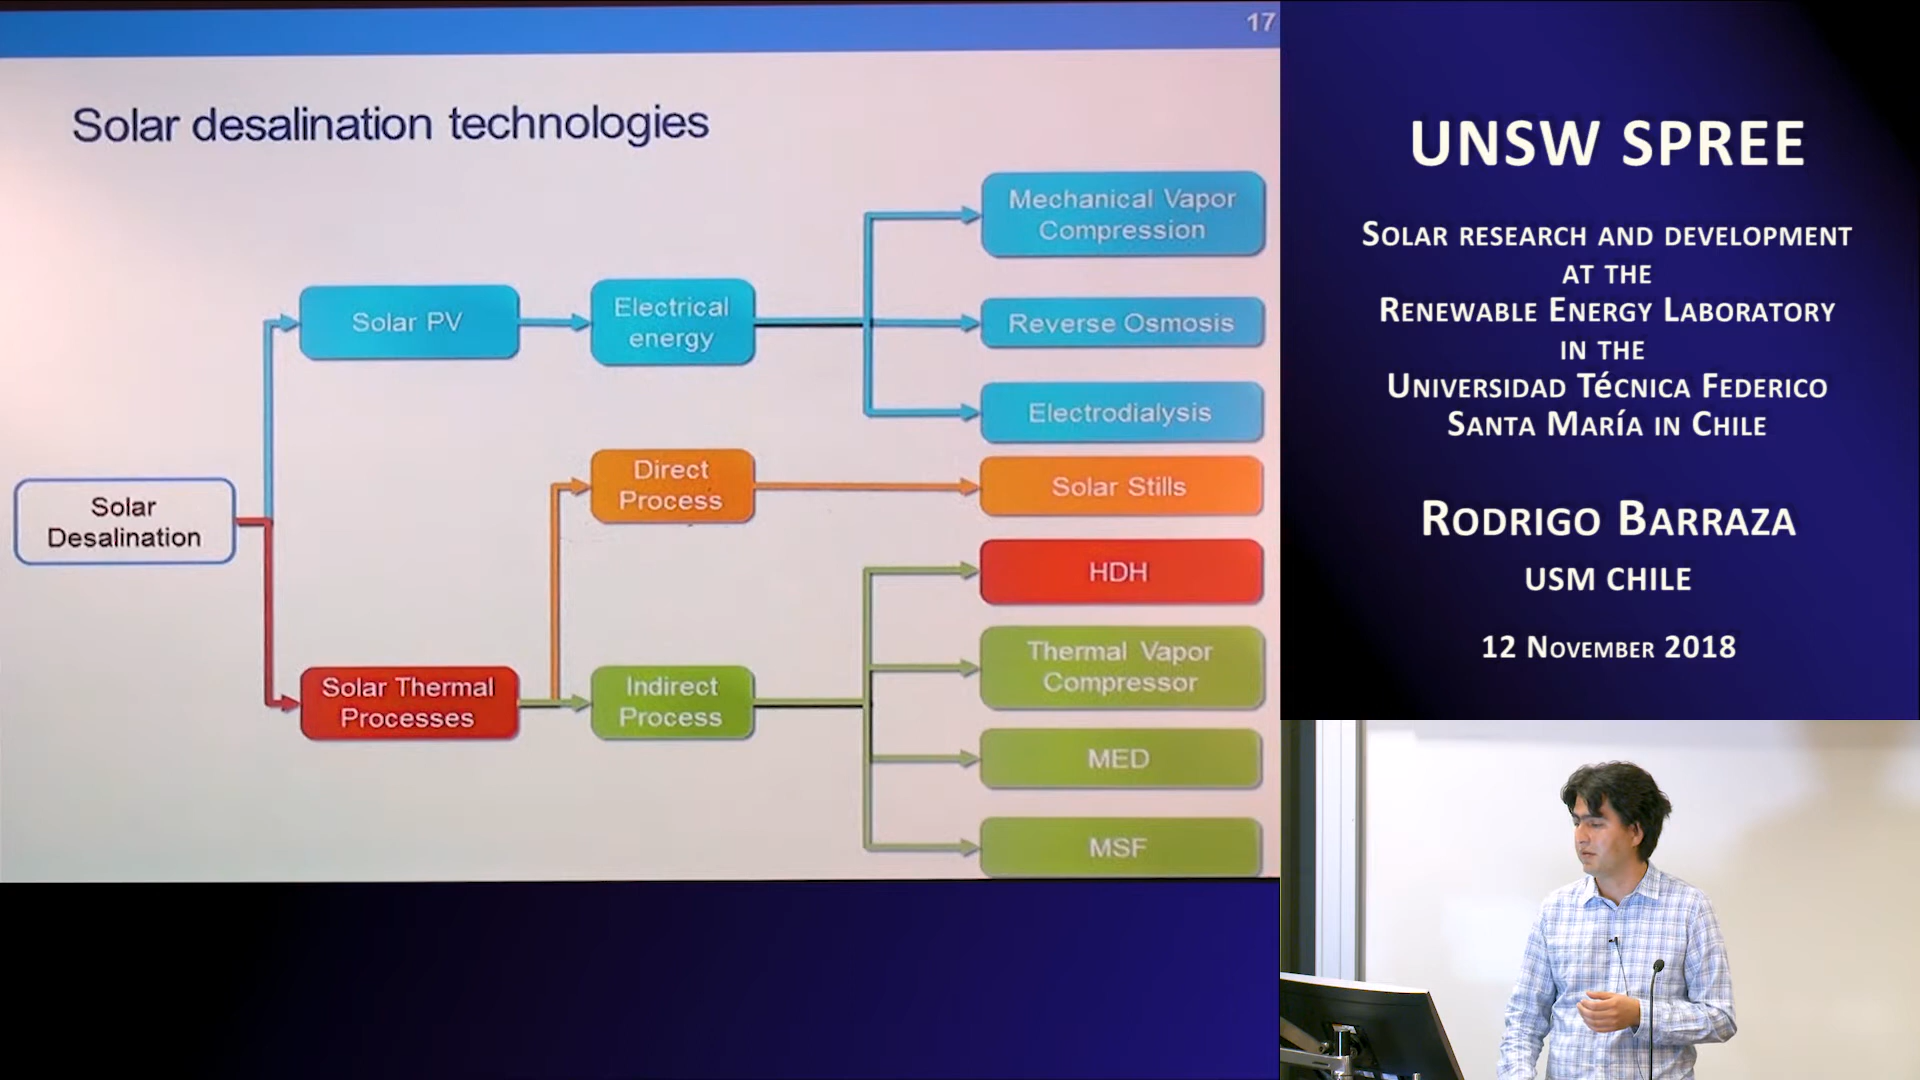 17
Solar desalination technologies
Mechanical Vapor
Compression
Solar PV
Electrical
energy
Reverse Osmosis
Electrodialysis
Direct
Process
Solar Stills
Solar
Desalination
HDH
Solar Thermal
Processes
Indirect
Process
Thermal Vapor
Compressor
MED
MSF
UNSW SPREE
SOLAR RESEARCH AND DEVELOPMENT
AT THE
RENEWABLE ENERGY LABORATORY
IN THE
UNIVERSIDAD TÉCNICA FEDERICO
SANTA MARÍA IN CHILE
RODRIGO BARRAZA
USM CHILE
12 NOVEMBER 2018